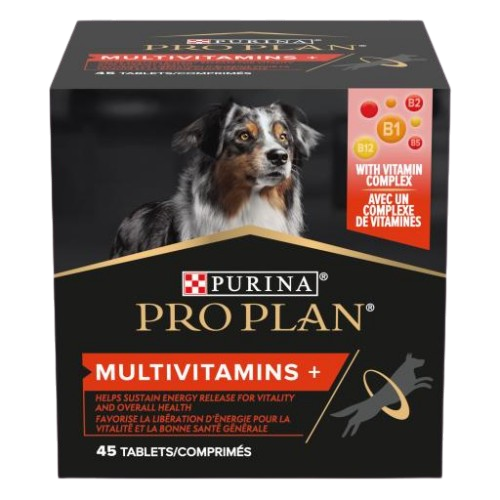 PURINA®
PRO PLAN®
MULTIVITAMINS +
45 TABLETS/COMPRIMÉS
B2
B1
B12
B5
WITH VITAMIN
COMPLEX
AVEC UN
COMPLEXE
DE VITAMINES
PURINA®
PRO PLAN®
MULTIVITAMINS +
HELPS SUSTAIN ENERGY RELEASE FOR VITALITY
AND OVERALL HEALTH
FAVORISE LA LIBÉRATION D'ÉNERGIE POUR LA
VITALITÉ ET LA BONNE SANTÉ GÉNÉRALE
45 TABLETS/COMPRIMÉS